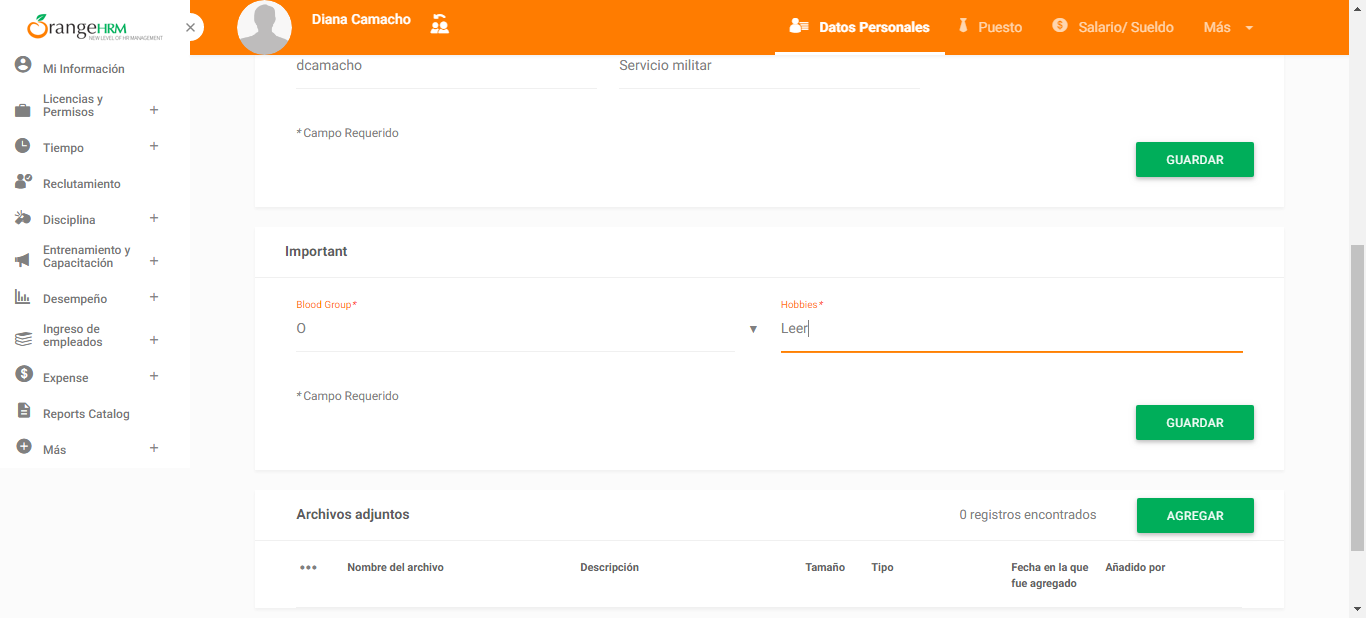 OrangeHRM
NEW LEVEL OF HR MANAGEMENT
Diana Camacho
Datos Personales
Puesto
Salario/ Sueldo
Más
Mi Información
Licencias y
Permisos
Tiempo
Reclutamiento
Disciplina
Entrenamiento y
Capacitación
Desempeño
Ingreso de
empleados
Expense
Reports Catalog
Más
dcamacho
Servicio militar
* Campo Requerido
GUARDAR
Important
Blood Group*
O
Hobbies*
Leer
* Campo Requerido
GUARDAR
Archivos adjuntos
0 registros encontrados
AGREGAR
Nombre del archivo
Descripción
Tamaño
Tipo
Fecha en la que
fue agregado
Añadido por